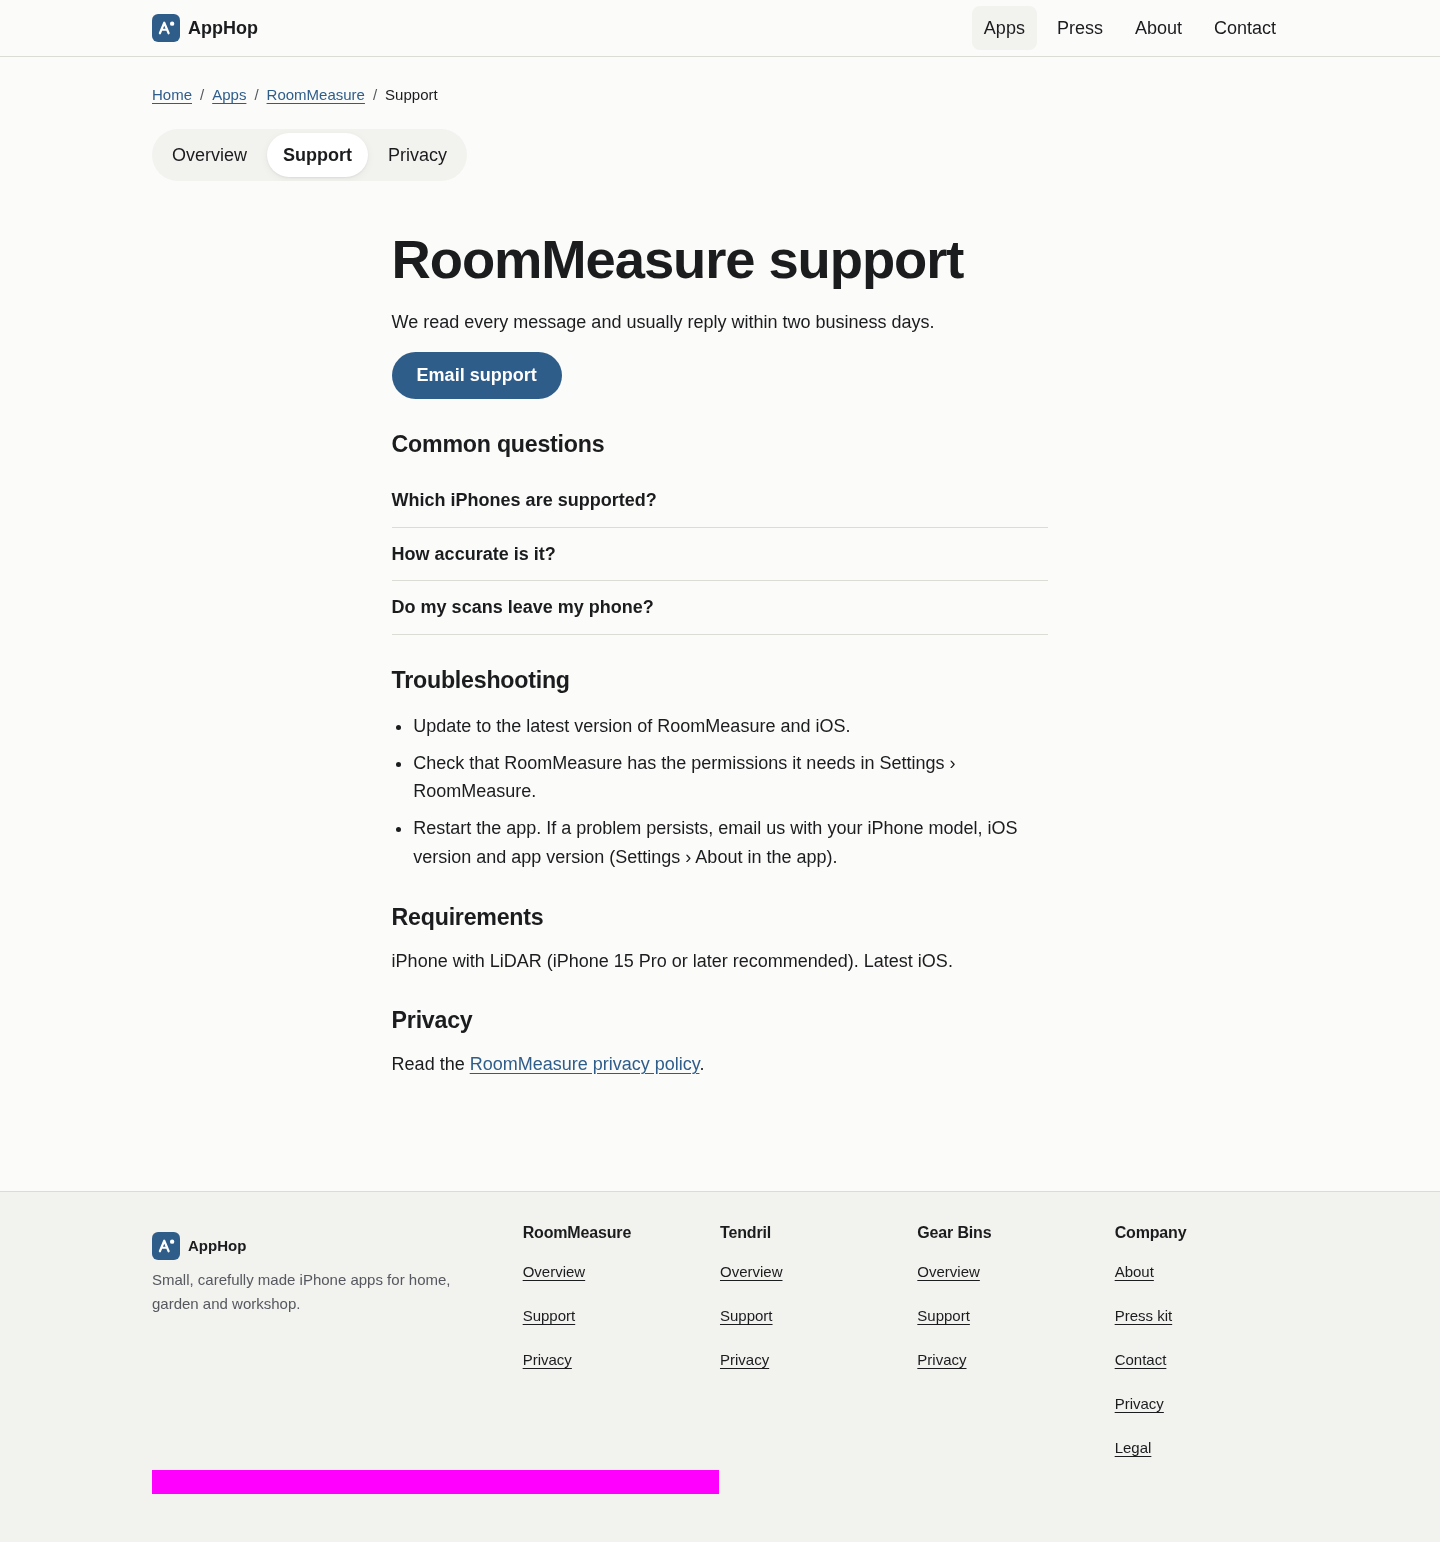 AppHop
Apps Press About Contact
Home / Apps / RoomMeasure / Support
Overview Support Privacy
RoomMeasure support
We read every message and usually reply within two business days.
Email support
Common questions
Which iPhones are supported?
How accurate is it?
Do my scans leave my phone?
Troubleshooting
• Update to the latest version of RoomMeasure and iOS.
• Check that RoomMeasure has the permissions it needs in Settings ›
RoomMeasure.
• Restart the app. If a problem persists, email us with your iPhone model, iOS
version and app version (Settings › About in the app).
Requirements
iPhone with LiDAR (iPhone 15 Pro or later recommended). Latest iOS.
Privacy
Read the RoomMeasure privacy policy.
AppHop
Small, carefully made iPhone apps for home,
garden and workshop.
RoomMeasure
Overview
Support
Privacy
Tendril
Overview
Support
Privacy
Gear Bins
Overview
Support
Privacy
Company
About
Press kit
Contact
Privacy
Legal